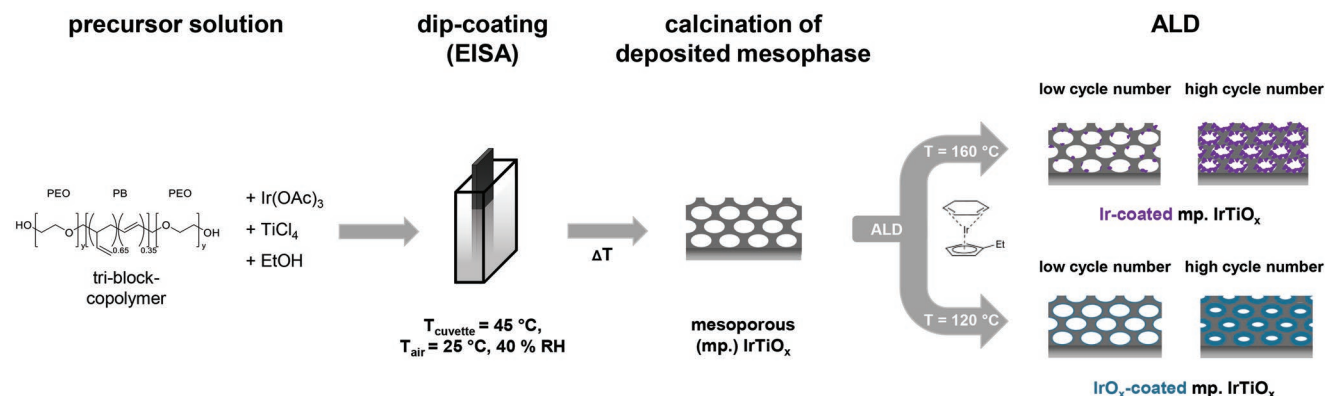 precursor solution
dip-coating
(EISA)
calcination of
deposited mesophase
ALD
PEO PB PEO
HO O y 0.65 0.35 O y OH
+ Ir(OAc)3
+ TiCl4
+ EtOH
tri-block-
copolymer
Tcuvette = 45 °C,
Tair = 25 °C, 40 % RH
ΔT
mesoporous
(mp.) IrTiOx
ALD
T = 160 °C
T = 120 °C
Ir
Et
low cycle number high cycle number
Ir-coated mp. IrTiOx
low cycle number high cycle number
IrOx-coated mp. IrTiOx